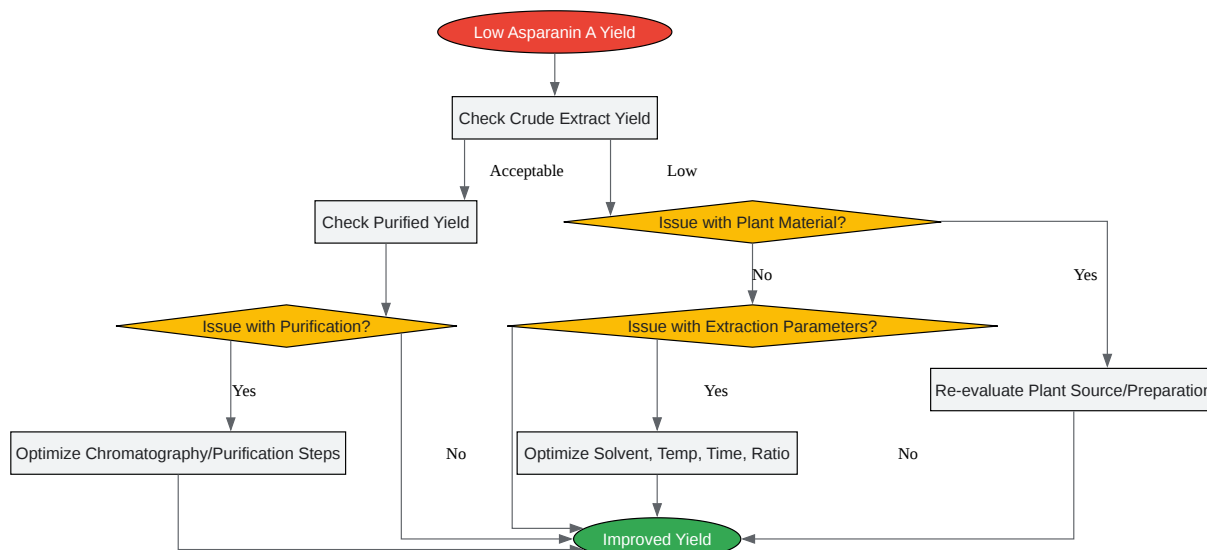 Low Asparanin A Yield
Check Crude Extract Yield
Acceptable
Low
Check Purified Yield
Issue with Plant Material?
No
Yes
Issue with Purification?
Issue with Extraction Parameters?
Yes
Yes
Re-evaluate Plant Source/Preparation
Optimize Chromatography/Purification Steps
No
Optimize Solvent, Temp, Time, Ratio
No
Improved Yield